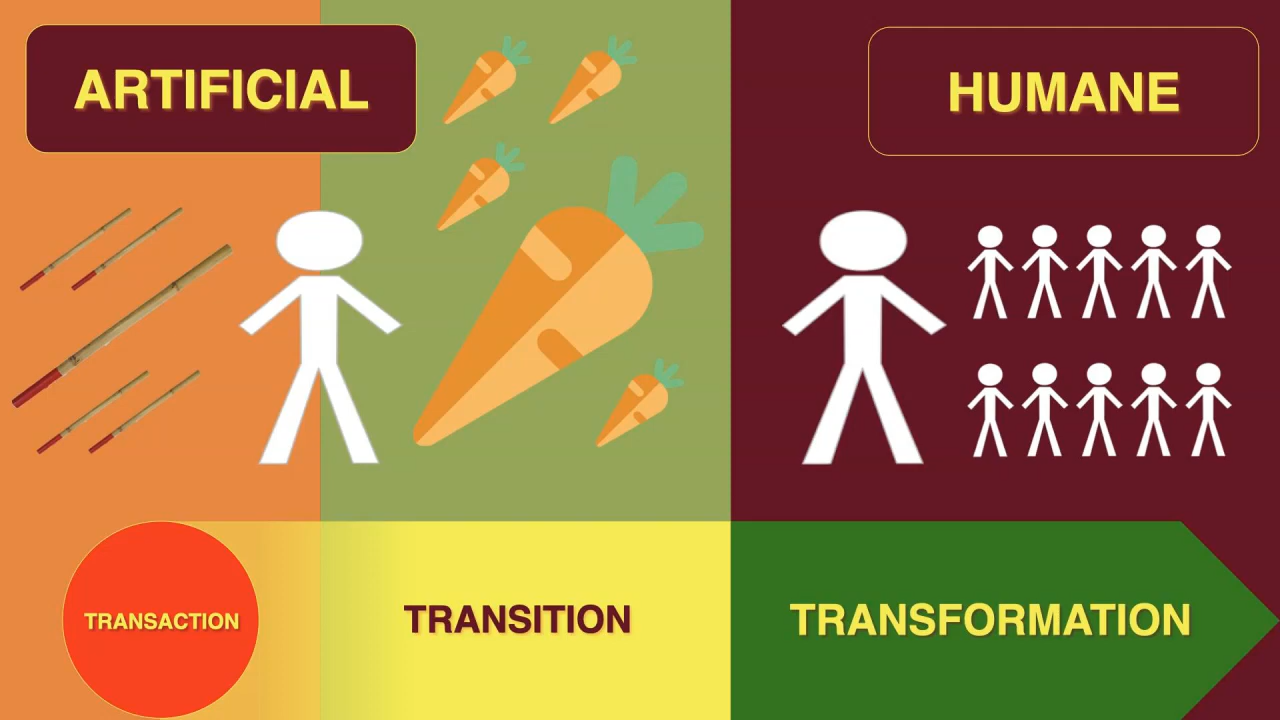 ARTIFICIAL
HUMANE
TRANSACTION
TRANSITION
TRANSFORMATION